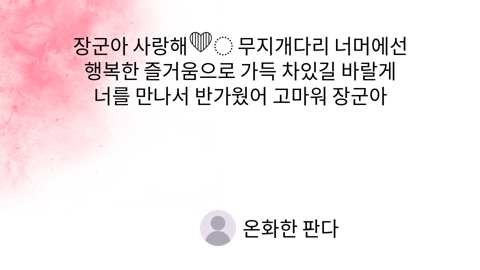 장군아 사랑해♥️ 무지개다리 너머에선
행복한 즐거움으로 가득 차있길 바랄게
너를 만나서 반가웠어 고마워 장군아
온화한 판다